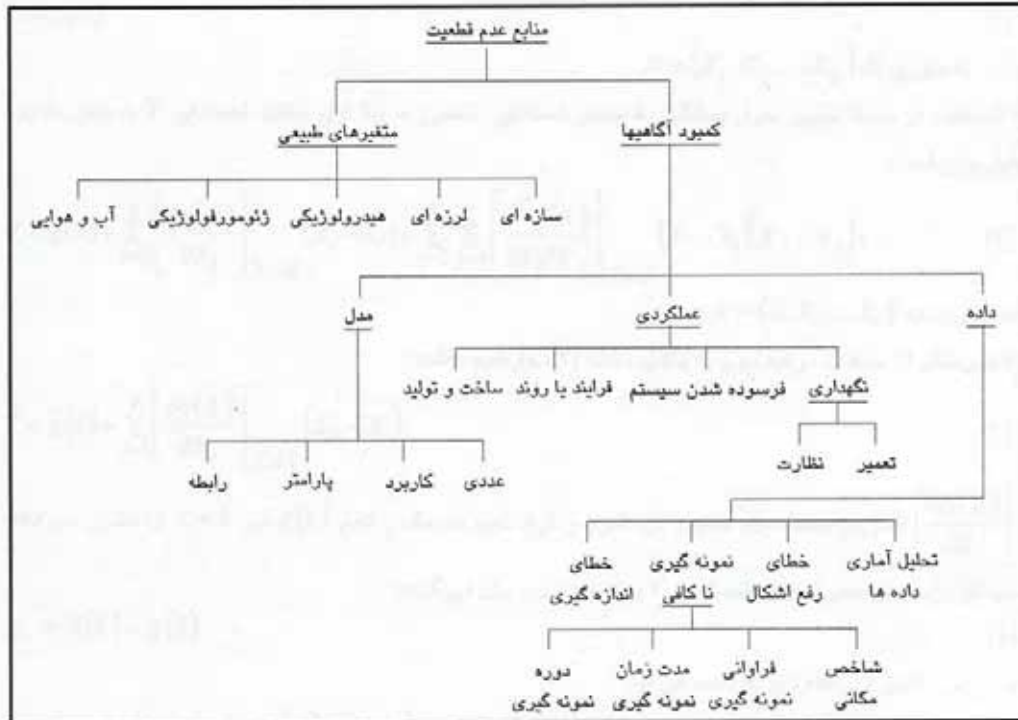 منابع عدم قطعیت
کمبود آگاهیها
متغیرهای طبیعی
سازه ای
لرزه ای
هیدرولوژیکی
ژئومورفولوژیکی
آب و هوایی
داده
عملگردی
مدل
نگهداری
فرسوده شدن سیستم
فرایند یا روند
ساخت و تولید
تعمیر
نظارت
عددی
کاربرد
پارامتر
رابطه
تحلیل آماری
داده ها
خطای
رفع اشکال
نمونه گیری
نا کافی
خطای
اندازه گیری
شاخص
مکانی
فراوانی
نمونه گیری
مدت زمان
نمونه گیری
دوره
نمونه گیری